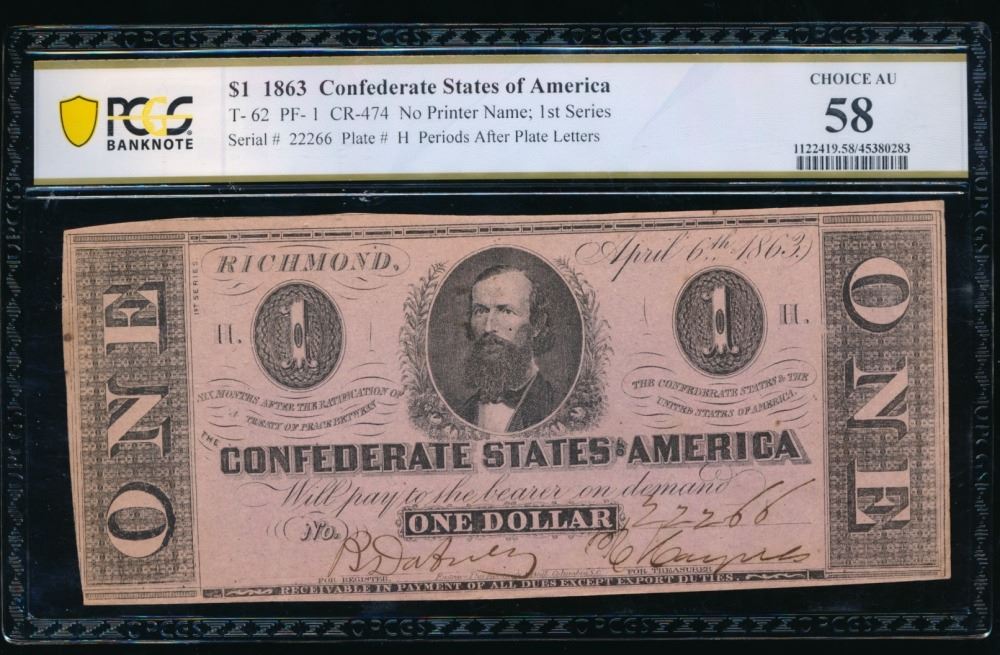 PCGS
BANKNOTE
$1 1863 Confederate States of America
T- 62 PF- 1 CR-474 No Printer Name; 1st Series
Serial # 22266 Plate # H Periods After Plate Letters
CHOICE AU
58
1122419.58/45380283
RICHMOND,
April 6th, 1863
1ST SERIES
ONE
H.
1
1
H.
ONE
SIX MONTHS AFTER THE RATIFICATION OF
A TREATY OF PEACE BETWEEN
THE CONFEDERATE STATES & THE
UNITED STATES OF AMERICA.
THE
CONFEDERATE STATES OF AMERICA
Will pay to the bearer on demand
No. 22266
ONE DOLLAR
FOR REGISTER.
FOR TREASURER
RECEIVABLE IN PAYMENT OF ALL DUES EXCEPT EXPORT DUTIES.